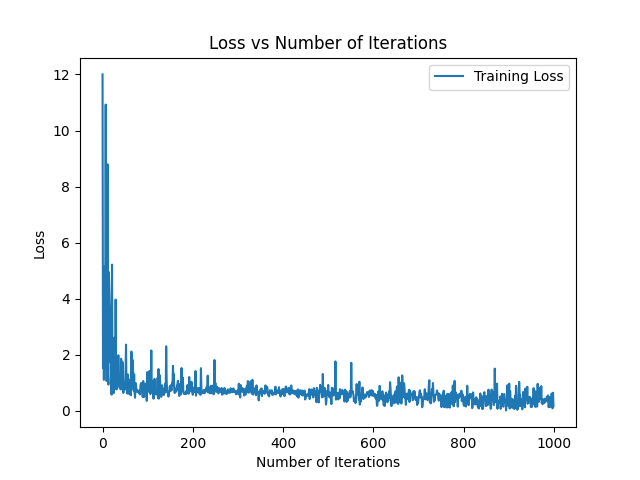 Loss vs Number of Iterations
Training Loss
12
10
8
6
4
2
0
Loss
0 200 400 600 800 1000
Number of Iterations